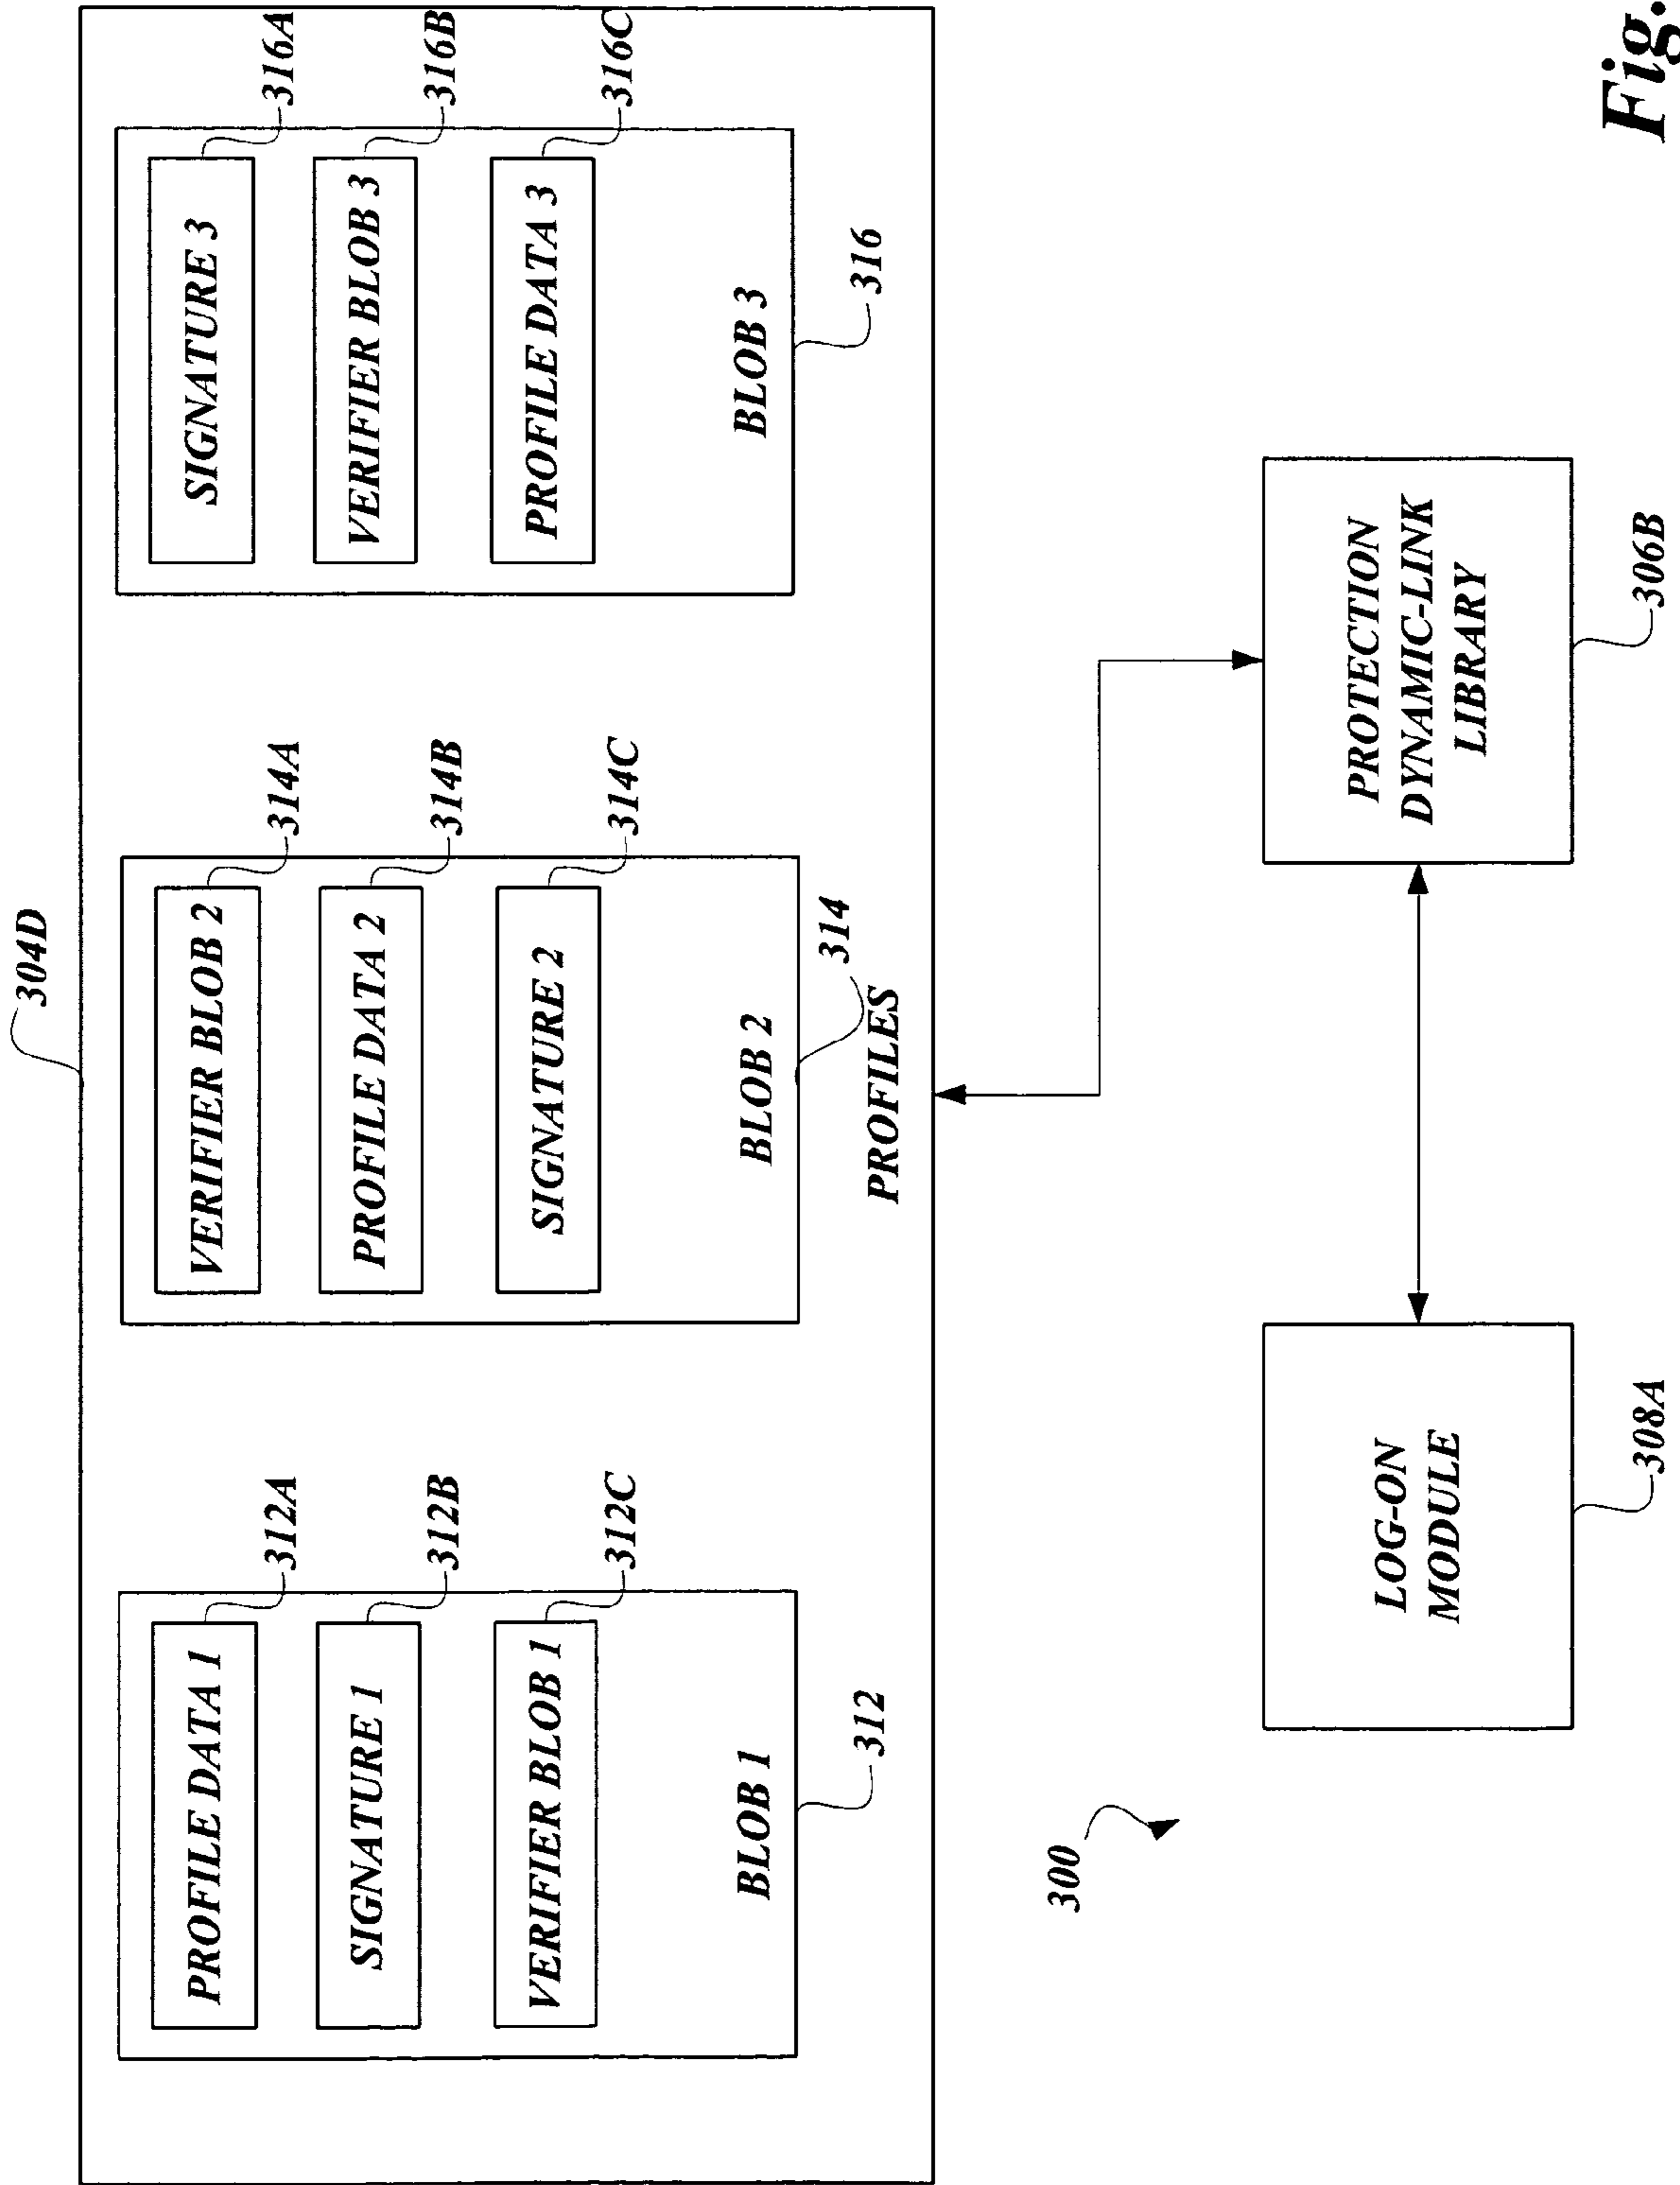 304D
PROFILE DATA 1
312A
SIGNATURE 1
312B
VERIFIER BLOB 1
312C
BLOB 1
312
VERIFIER BLOB 2
314A
PROFILE DATA 2
314B
SIGNATURE 2
314C
BLOB 2
314
SIGNATURE 3
316A
VERIFIER BLOB 3
316B
PROFILE DATA 3
316C
BLOB 3
316
PROFILES
300
LOG-ON
MODULE
308A
PROTECTION
DYNAMIC-LINK
LIBRARY
306B
Fig.